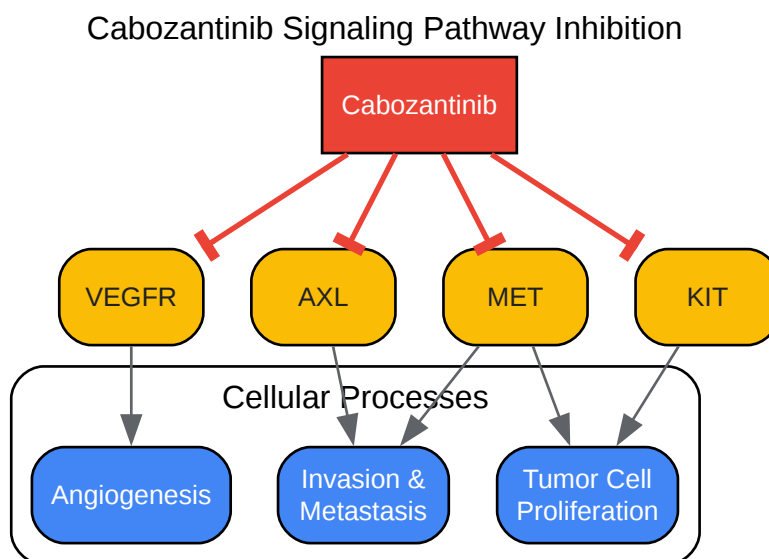 Cabozantinib Signaling Pathway Inhibition
Cabozantinib
VEGFR
AXL
MET
KIT
Cellular Processes
Angiogenesis
Invasion &
Metastasis
Tumor Cell
Proliferation